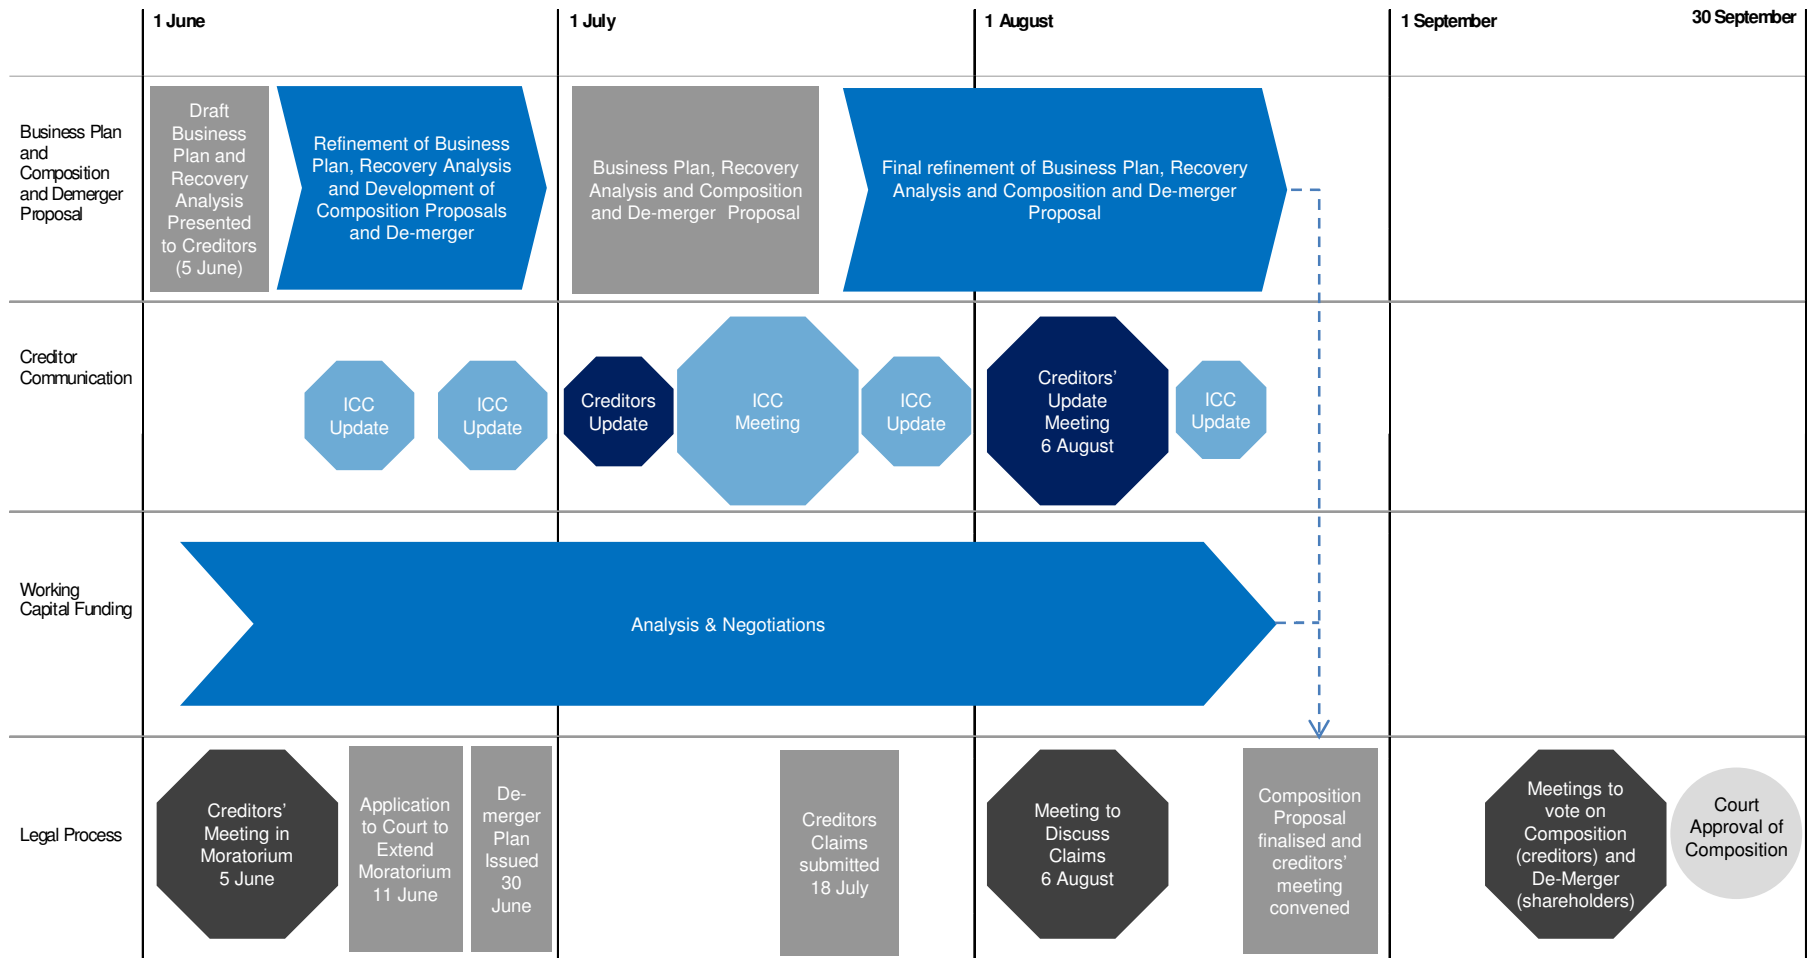 1 June
1 July
1 August
1 September
30 September
Business Plan
and
Composition
and Demerger
Proposal
Draft
Business
Plan and
Recovery
Analysis
Presented
to Creditors
(5 June)
Refinement of Business
Plan, Recovery Analysis
and Development of
Composition Proposals
and De-merger
Business Plan, Recovery
Analysis and Composition
and De-merger Proposal
Final refinement of Business Plan, Recovery
Analysis and Composition and De-merger
Proposal
Creditor
Communication
ICC
Update
ICC
Update
Creditors
Update
ICC
Meeting
ICC
Update
Creditors’
Update
Meeting
6 August
ICC
Update
Working
Capital Funding
Analysis & Negotiations
Legal Process
Creditors’
Meeting in
Moratorium
5 June
Application
to Court to
Extend
Moratorium
11 June
De-
merger
Plan
Issued
30
June
Creditors
Claims
submitted
18 July
Meeting to
Discuss
Claims
6 August
Composition
Proposal
finalised and
creditors’
meeting
convened
Meetings to
vote on
Composition
(creditors) and
De-Merger
(shareholders)
Court
Approval of
Composition